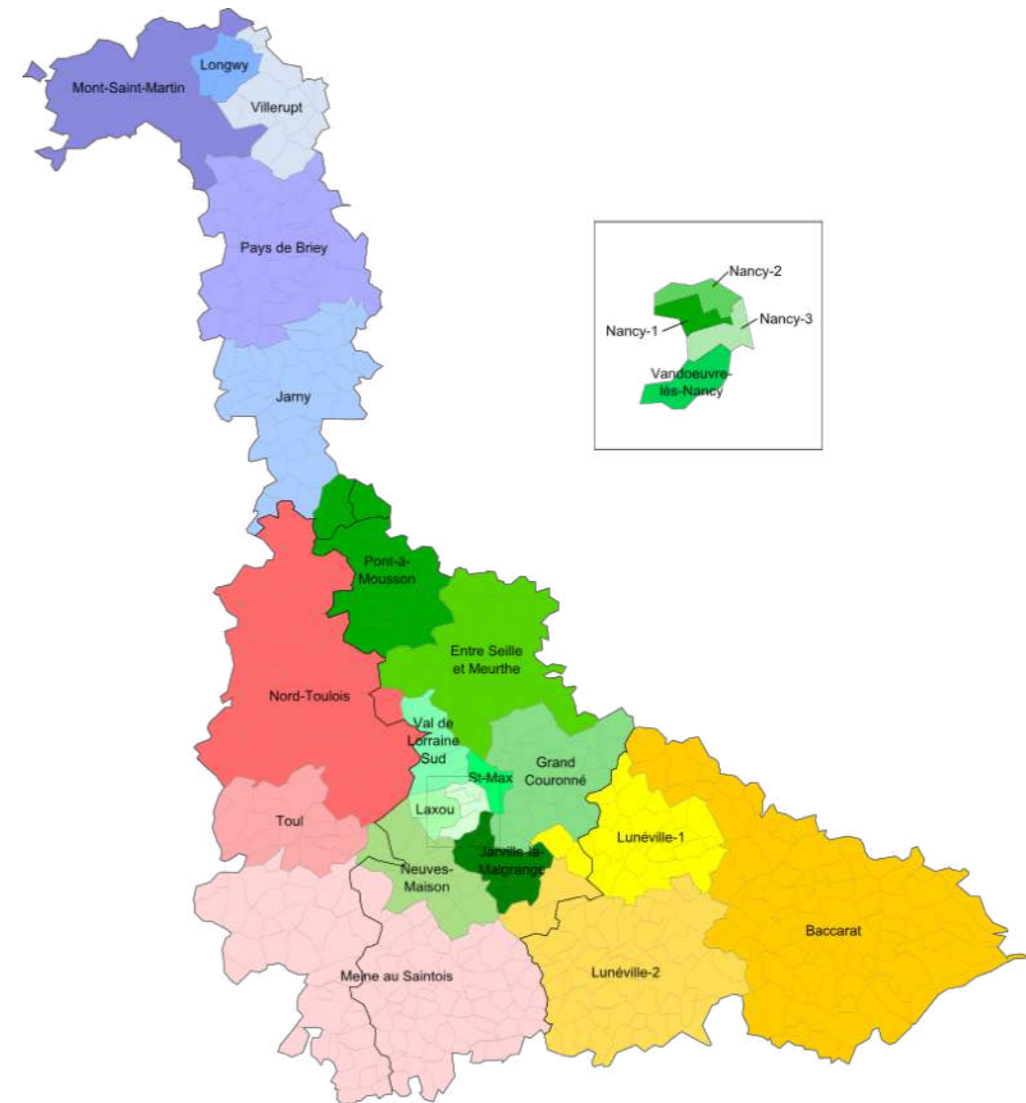 Longwy
Mont-Saint-Martin
Villerupt
Pays de Briey
Nancy-2
Nancy-1
Nancy-3
Vandoeuvre-
lès-Nancy
Jarny
Pont-à-
Mousson
Entre Seille
et Meurthe
Nord-Toulois
Val de
Lorraine
Sud
Grand
Couronné
St-Max
Laxou
Toul
Lunéville-1
Jarville-la-
Malgrange
Neuves-
Maison
Baccarat
Meine au Saintois
Lunéville-2